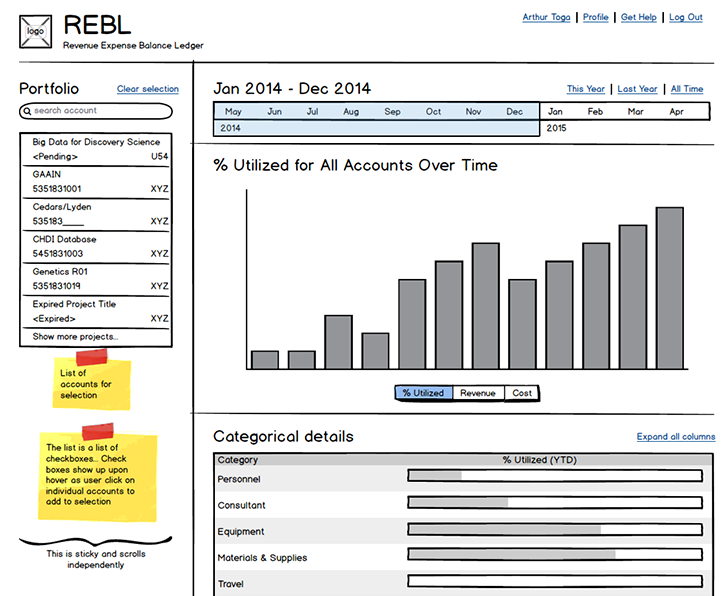 logo
REBL
Revenue Expense Balance Ledger
Arthur Toga | Profile | Get Help | Log Out
Portfolio
Clear selection
search account
Big Data for Discovery Science
<Pending> U54
GAAIN
5351831001 XYZ
Cedars/Lyden
535183____ XYZ
CHDI Database
5451831003 XYZ
Genetics R01
5351831019 XYZ
Expired Project Title
<Expired> XYZ
Show more projects...
List of
accounts for
selection
The list is a list of
checkboxes... Check
boxes show up upon
hover as user click on
individual accounts to
add to selection
This is sticky and scrolls
independently
Jan 2014 - Dec 2014
This Year | Last Year | All Time
May Jun Jul Aug Sep Oct Nov Dec Jan Feb Mar Apr
2014 2015
% Utilized for All Accounts Over Time
% Utilized Revenue Cost
Categorical details
Expand all columns
Category % Utilized (YTD)
Personnel
Consultant
Equipment
Materials & Supplies
Travel